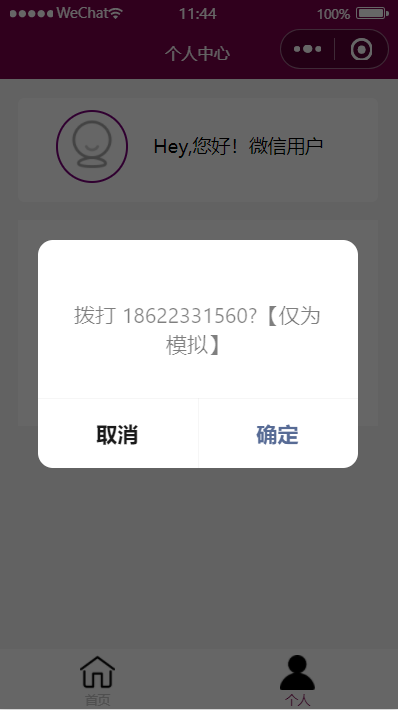 WeChat 11:44 100%
个人中心
Hey,您好！微信用户
拨打 18622331560?【仅为
模拟】
取消 确定
首页 个人